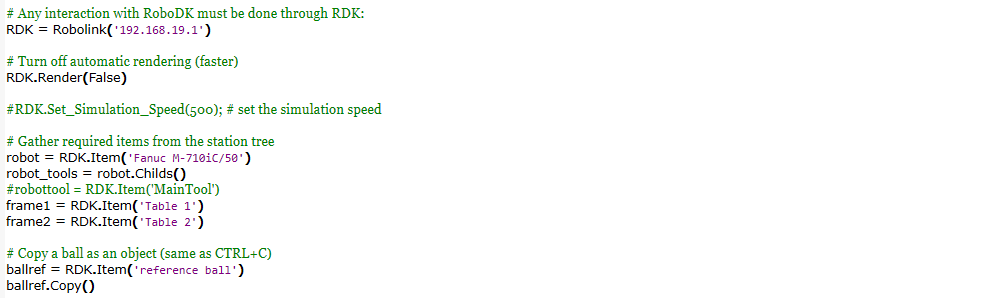 # Any interaction with RoboDK must be done through RDK:
RDK = Robolink('192.168.19.1')
# Turn off automatic rendering (faster)
RDK.Render(False)
#RDK.Set_Simulation_Speed(500); # set the simulation speed
# Gather required items from the station tree
robot = RDK.Item('Fanuc M-710iC/50')
robot_tools = robot.Childs()
#robottool = RDK.Item('MainTool')
frame1 = RDK.Item('Table 1')
frame2 = RDK.Item('Table 2')
# Copy a ball as an object (same as CTRL+C)
ballref = RDK.Item('reference ball')
ballref.Copy()